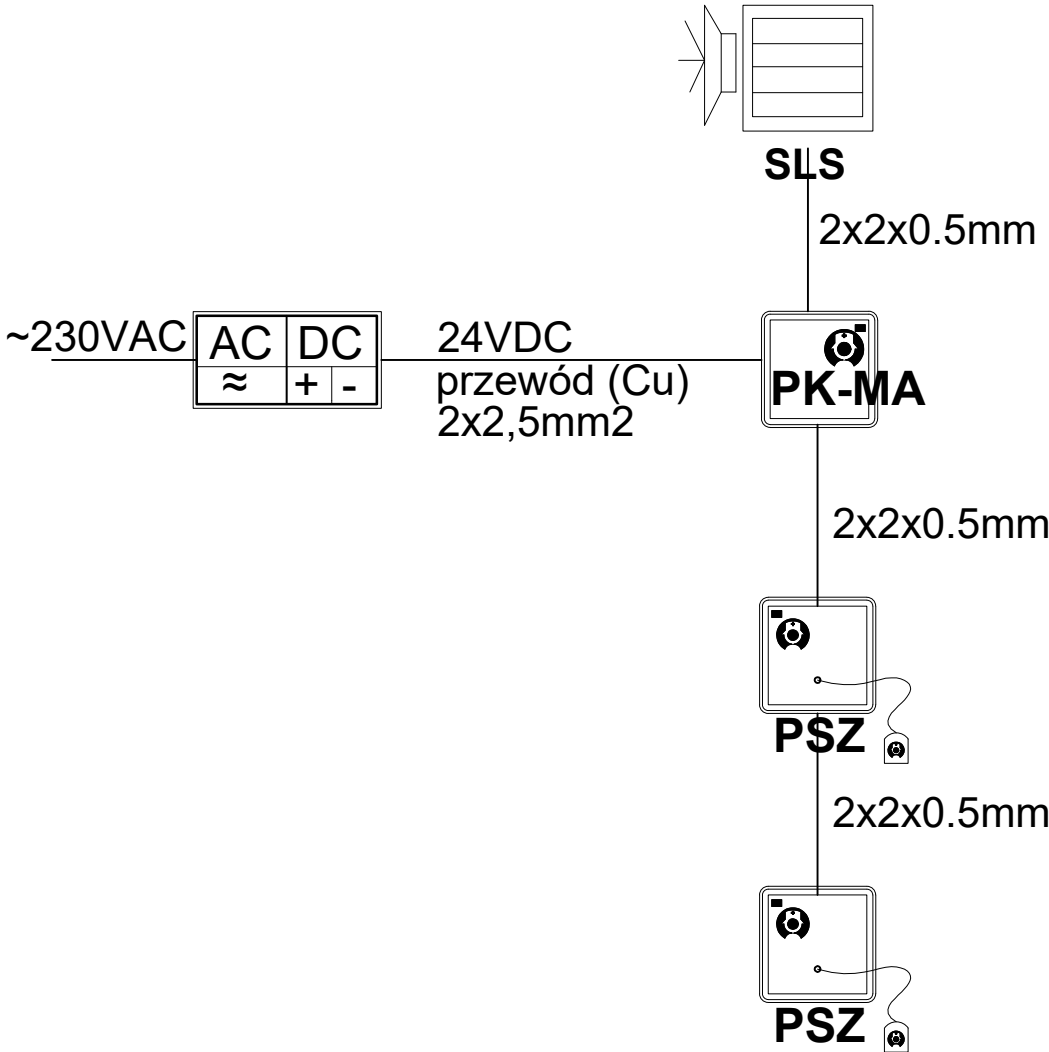 SLS
2x2x0.5mm
~230VAC
AC DC
≈ + -
24VDC
przewód (Cu)
2x2,5mm2
PK-MA
2x2x0.5mm
PSZ
2x2x0.5mm
PSZ